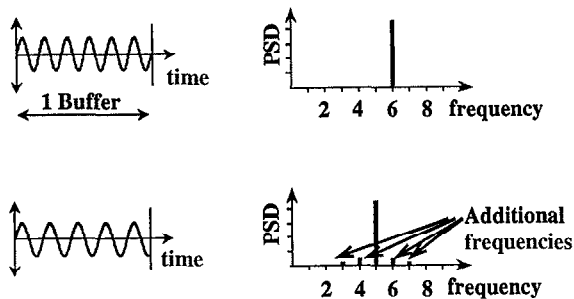 PSD
time
1 Buffer
2 4 6 8 frequency
PSD
Additional
frequencies
time
2 4 6 8 frequency